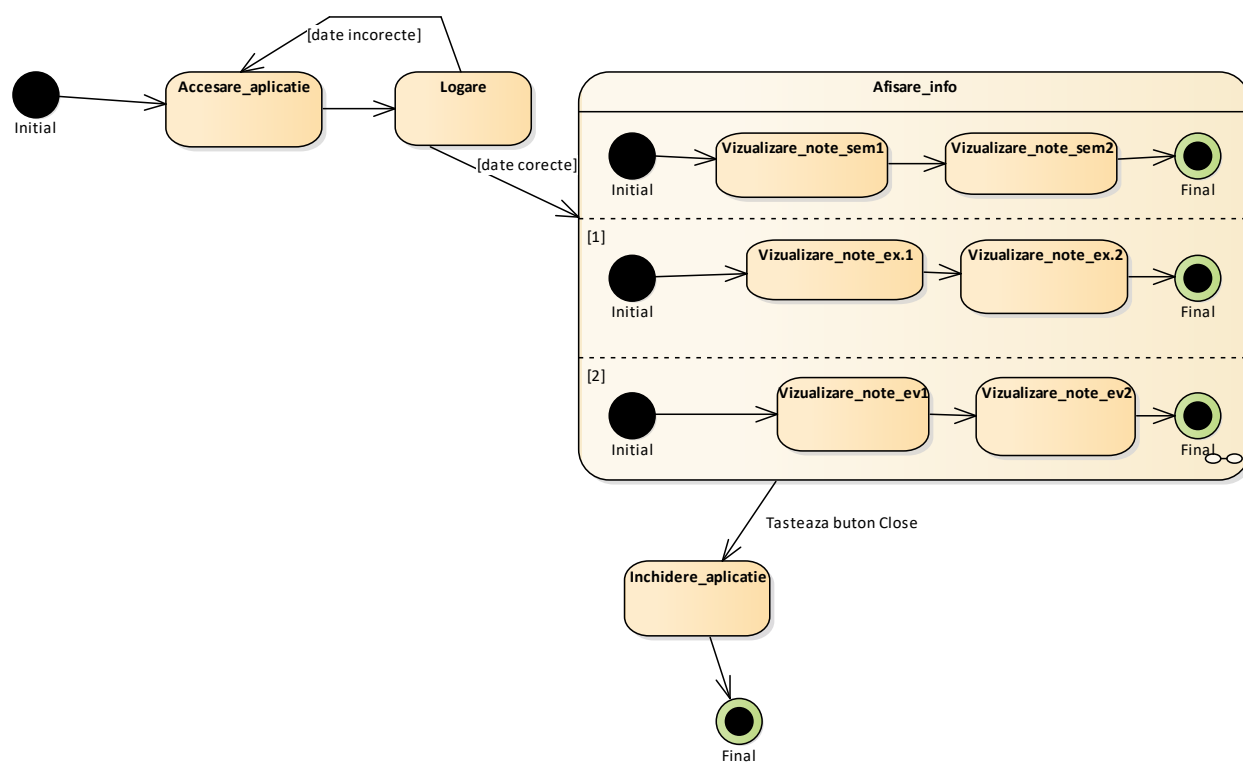 [date incorecte]
Accesare_aplicatie
Logare
Initial
Afisare_info
[date corecte]
Vizualizare_note_sem1
Vizualizare_note_sem2
Initial
Final
[1]
Vizualizare_note_ex.1
Vizualizare_note_ex.2
Initial
Final
[2]
Vizualizare_note_ev1
Vizualizare_note_ev2
Initial
Final
Tasteaza buton Close
Inchidere_aplicatie
Final